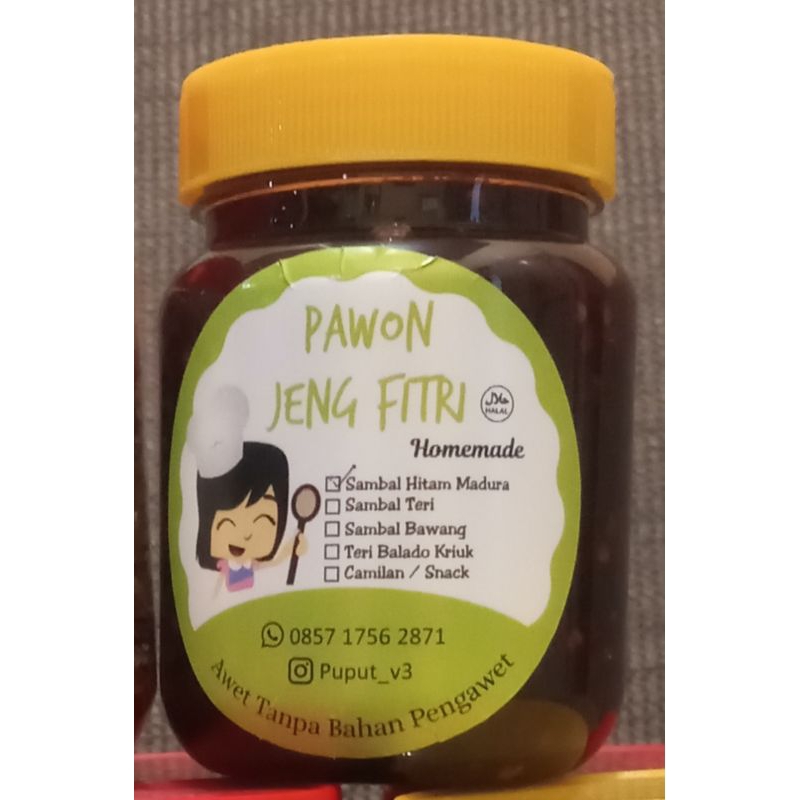 PAWON
JENG FITRI
حلال
HALAL
Homemade
Sambal Hitam Madura
Sambal Teri
Sambal Bawang
Teri Balado Kriuk
Camilan / Snack
0857 1756 2871
Puput_v3
Awet Tanpa Bahan Pengawet